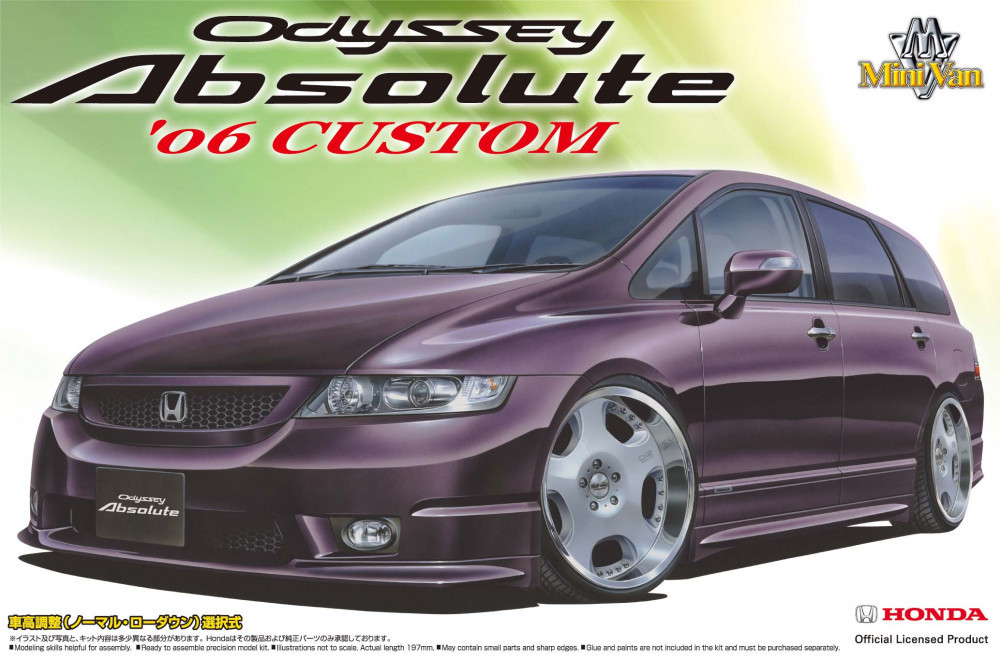 Odyssey
Absolute
'06 CUSTOM
Mini Van
Odyssey
Absolute
車高調整（ノーマル・ローダウン）選択式
※イラスト及び写真と、キット内容は多少異なる部分があります。Hondaはその製品および純正パーツのみ承認しております。
■Modeling skills helpful for assembly. ■Ready to assemble precision model kit. ■Illustrations not to scale. Actual length 197mm. ■May contain small parts and sharp edges. ■Glue and paints are not included in the kit and must be purchased separately.
HONDA
Official Licensed Product